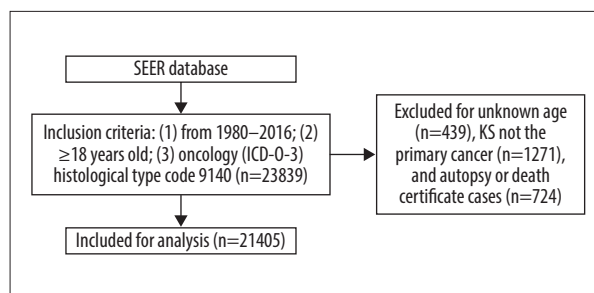 SEER database
Inclusion criteria: (1) from 1980–2016; (2)
≥18 years old; (3) oncology (ICD-O-3)
histological type code 9140 (n=23839)
Excluded for unknown age
(n=439), KS not the
primary cancer (n=1271),
and autopsy or death
certificate cases (n=724)
Included for analysis (n=21405)